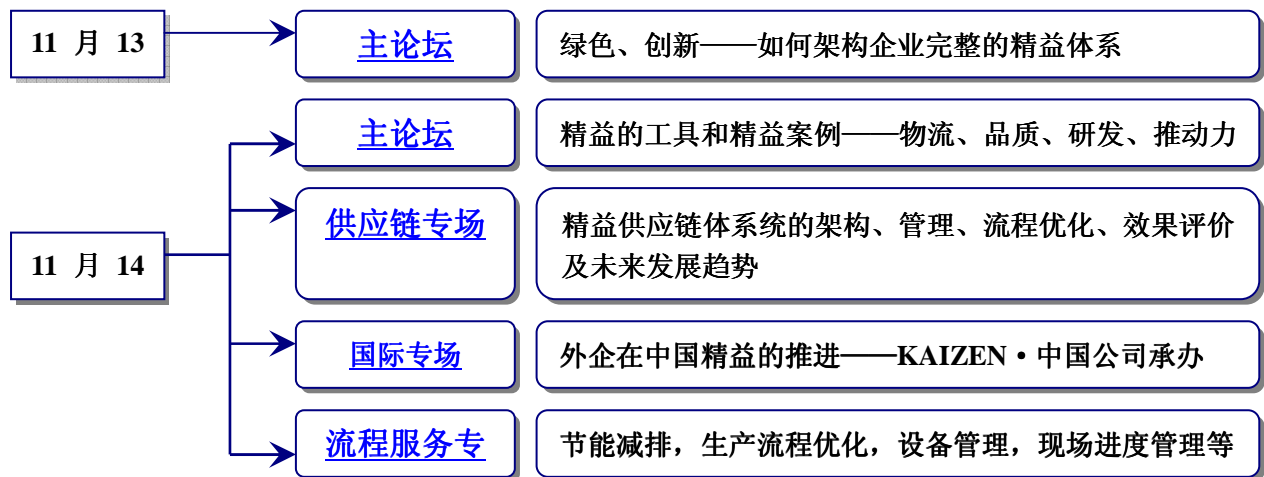 11 月 13
主论坛
绿色、创新——如何架构企业完整的精益体系
主论坛
精益的工具和精益案例——物流、品质、研发、推动力
11 月 14
供应链专场
精益供应链体系统的架构、管理、流程优化、效果评价
及未来发展趋势
国际专场
外企在中国精益的推进——KAIZEN·中国公司承办
流程服务专
节能减排，生产流程优化，设备管理，现场进度管理等